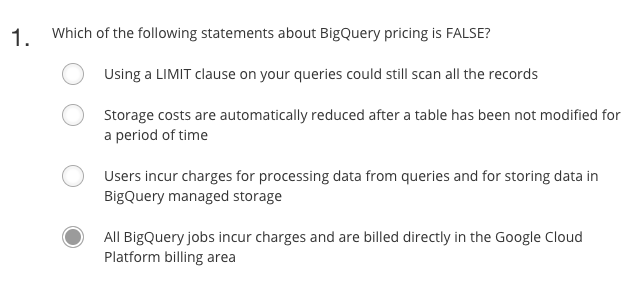 1. Which of the following statements about BigQuery pricing is FALSE?
Using a LIMIT clause on your queries could still scan all the records
Storage costs are automatically reduced after a table has been not modified for
a period of time
Users incur charges for processing data from queries and for storing data in
BigQuery managed storage
All BigQuery jobs incur charges and are billed directly in the Google Cloud
Platform billing area